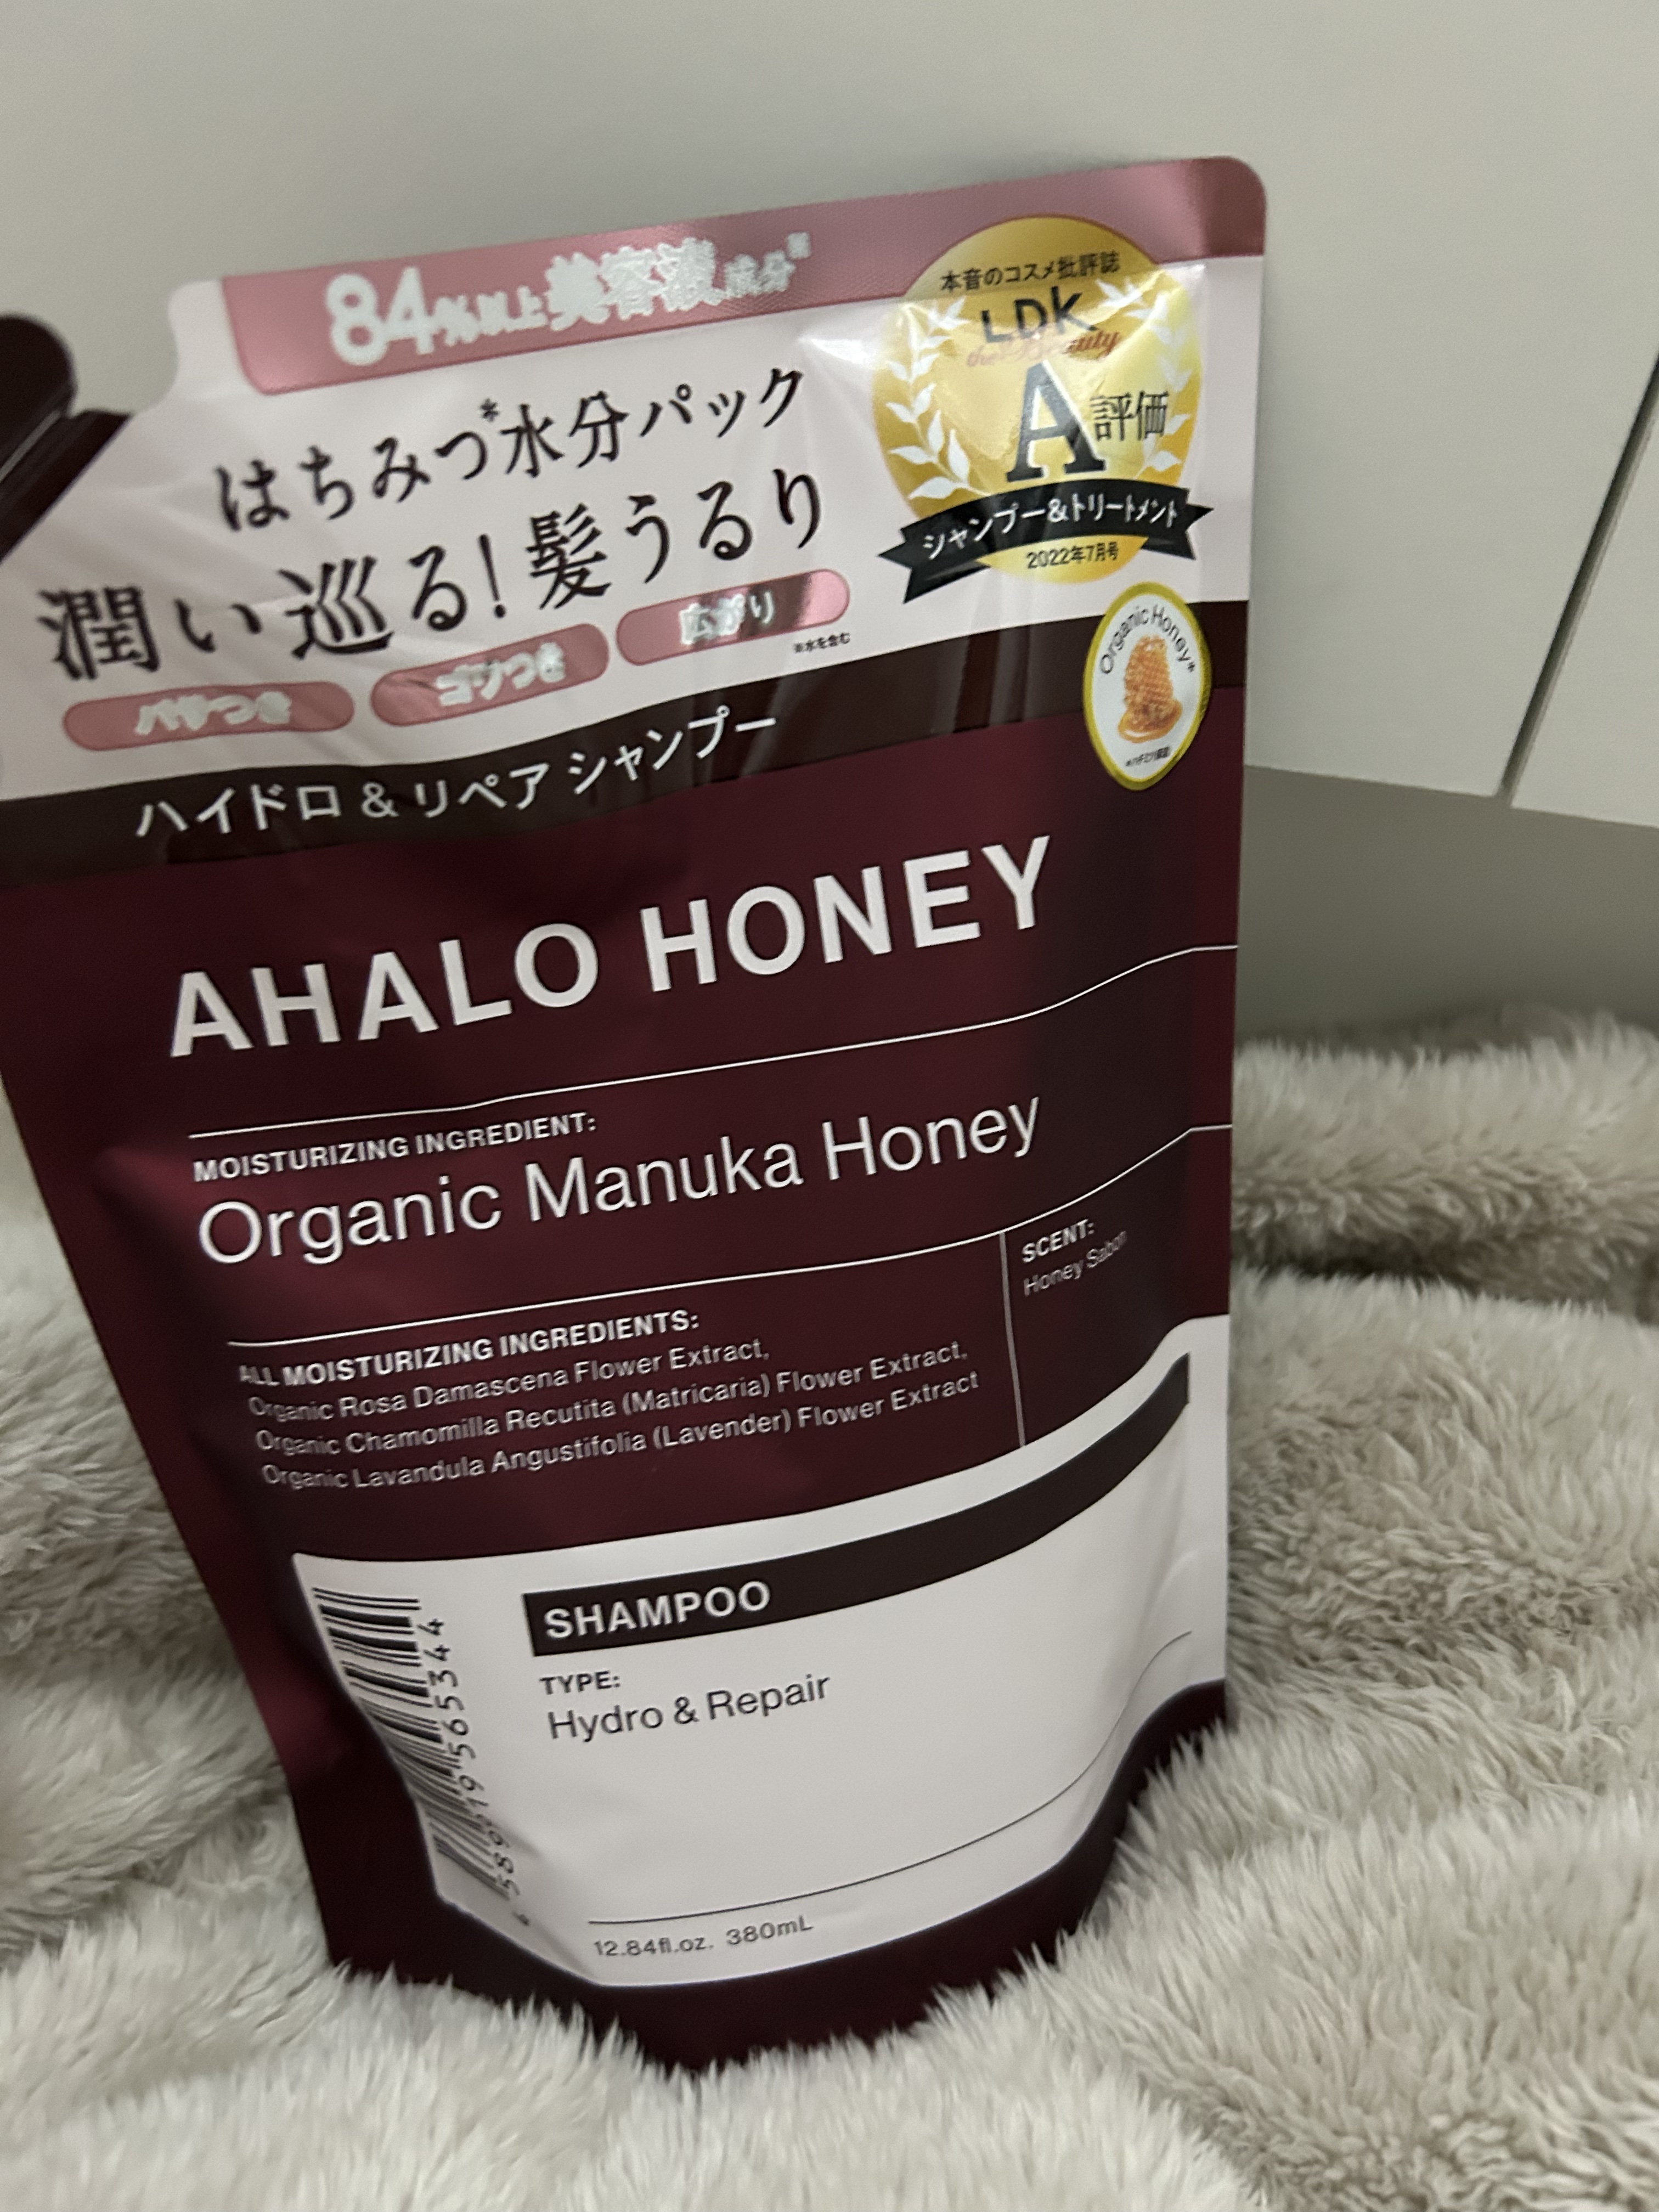 84%以上美容液成分※
はちみつ*水分パック
潤い巡る!髪うるり
パサつき ゴワつき 広がり
※水を含む
本音のコスメ批評誌
LDK
the Beauty
A評価
シャンプー&トリートメント
2022年7月号
Organic Honey*
ハイドロ & リペア シャンプー
AHALO HONEY
MOISTURIZING INGREDIENT:
Organic Manuka Honey
SCENT:
Honey Sabon
ALL MOISTURIZING INGREDIENTS:
Organic Rosa Damascena Flower Extract,
Organic Chamomilla Recutita (Matricaria) Flower Extract,
Organic Lavandula Angustifolia (Lavender) Flower Extract
SHAMPOO
TYPE:
Hydro & Repair
12.84fl.oz. 380mL